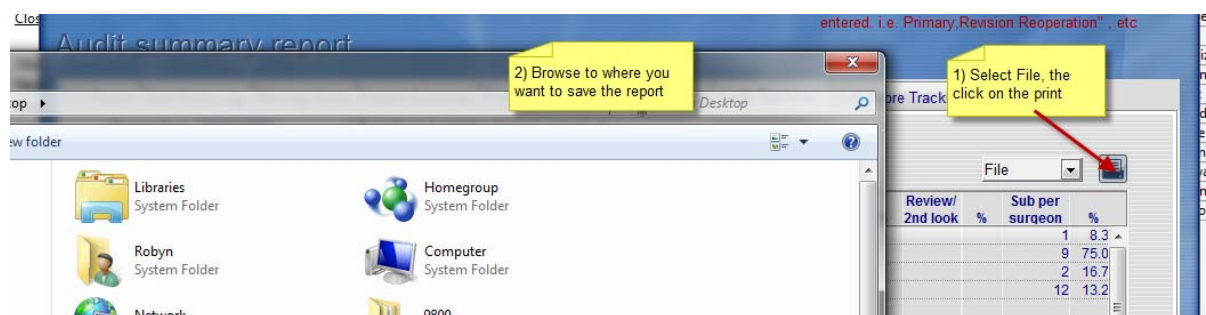 Clos
entered. i.e. Primary,Revision Reoperation" , etc
Audit summary report
2) Browse to where you
want to save the report
1) Select File, the
click on the print
op
Desktop
ore Track
ew folder
File
Libraries
System Folder
Homegroup
System Folder
Review/
2nd look % Sub per
surgeon %
1 8.3
9 75.0
2 16.7
12 13.2
Robyn
System Folder
Computer
System Folder
Network
9800